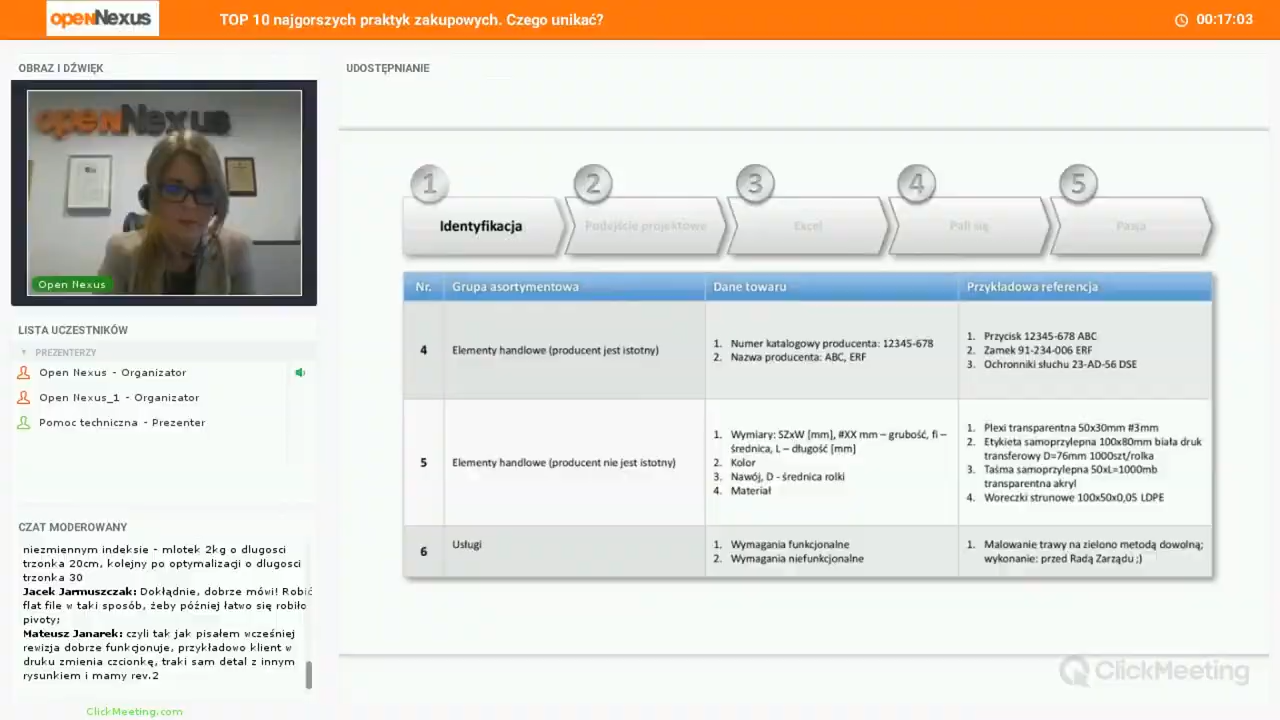 openNexus
TOP 10 najgorszych praktyk zakupowych. Czego unikać?
00:17:03
OBRAZ I DŹWIĘK
UDOSTĘPNIANIE
openNexus
Open Nexus
LISTA UCZESTNIKÓW
PREZENTERZY
Open Nexus - Organizator
Open Nexus_1 - Organizator
Pomoc techniczna - Prezenter
CZAT MODEROWANY
niezmiennym indeksie - mlotek 2kg o dlugosci
trzonka 20cm, kolejny po optymalizacji o dlugosci
trzonka 30
Jacek Jarmuszczak: Dokłądnie, dobrze mówi! Robić
flat file w taki sposób, żeby później łatwo się robiło
pivoty;
Mateusz Janarek: czyli tak jak pisałem wcześniej
rewizja dobrze funkcjonuje, przykładowo klient w
druku zmienia czcionkę, traki sam detal z innym
rysunkiem i mamy rev.2
ClickMeeting.com
1
2
3
4
5
Identyfikacja
Podejście projektowe
Excel
Pali się
Pasja
Nr.
Grupa asortymentowa
Dane towaru
Przykładowa referencja
4
Elementy handlowe (producent jest istotny)
1. Numer katalogowy producenta: 12345-678
2. Nazwa producenta: ABC, ERF
1. Przycisk 12345-678 ABC
2. Zamek 91-234-006 ERF
3. Ochronniki słuchu 23-AD-56 DSE
5
Elementy handlowe (producent nie jest istotny)
1. Wymiary: SZxW [mm], #XX mm – grubość, fi –
średnica, L – długość [mm]
2. Kolor
3. Nawój, D - średnica rolki
4. Materiał
1. Plexi transparentna 50x30mm #3mm
2. Etykieta samoprzylepna 100x80mm biała druk
transferowy D=76mm 1000szt/rolka
3. Taśma samoprzylepna 50xL=1000mb
transparentna akryl
4. Woreczki strunowe 100x50x0,05 LDPE
6
Usługi
1. Wymagania funkcjonalne
2. Wymagania niefunkcjonalne
1. Malowanie trawy na zielono metodą dowolną;
wykonanie: przed Radą Zarządu ;)
ClickMeeting